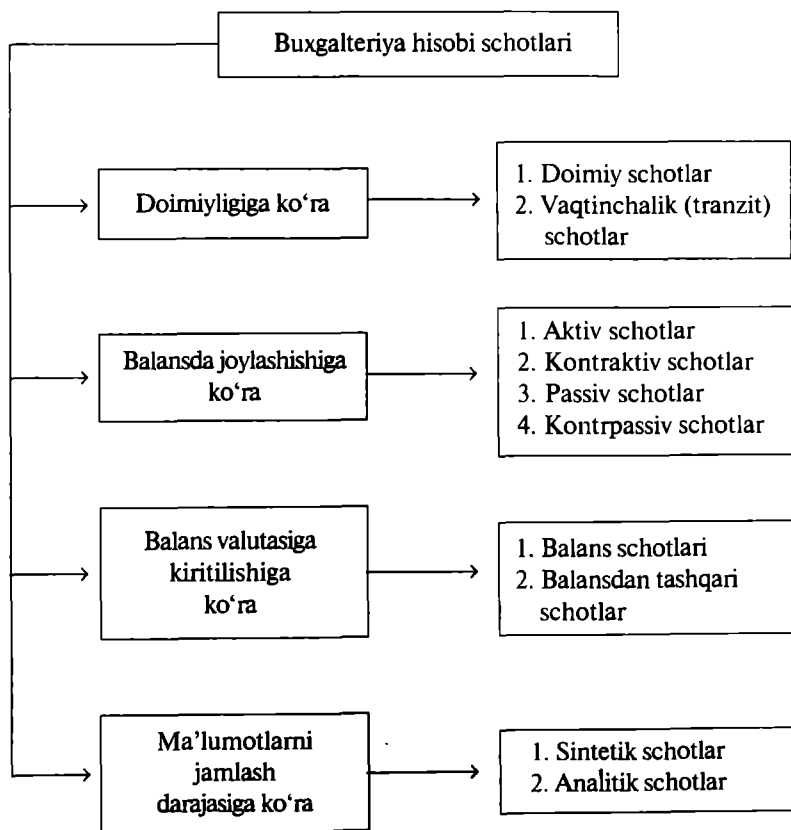 Buxgalteriya hisobi schotlari
Doimiyligiga ko‘ra
1. Doimiy schotlar
2. Vaqtinchalik (tranzit)
schotlar
Balansda joylashishiga
ko‘ra
1. Aktiv schotlar
2. Kontraktiv schotlar
3. Passiv schotlar
4. Kontrpassiv schotlar
Balans valutasiga
kiritilishiga
ko‘ra
1. Balans schotlari
2. Balansdan tashqari
schotlar
Ma’lumotlarni
jamlash
darajasiga ko‘ra
1. Sintetik schotlar
2. Analitik schotlar